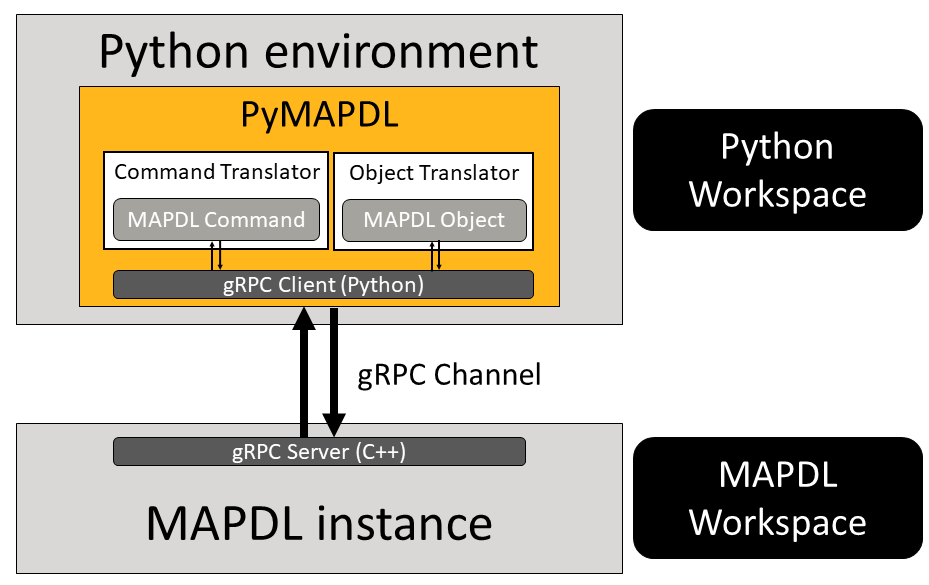 Python environment
PyMAPDL
Command Translator
MAPDL Command
Object Translator
MAPDL Object
gRPC Client (Python)
Python
Workspace
gRPC Channel
gRPC Server (C++)
MAPDL instance
MAPDL
Workspace